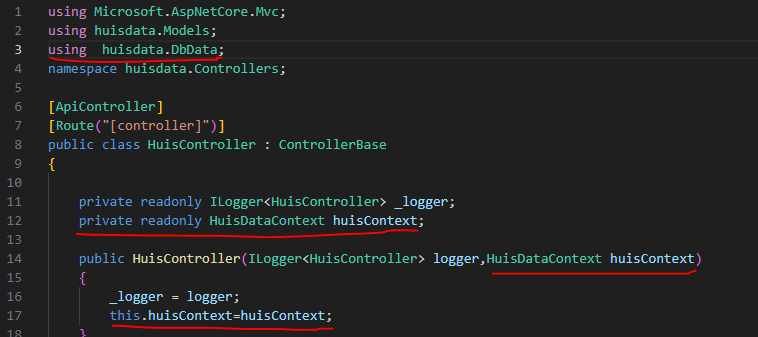 1 using Microsoft.AspNetCore.Mvc;
2 using huisdata.Models;
3 using  huisdata.DbData;
4 namespace huisdata.Controllers;
5
6 [ApiController]
7 [Route("[controller]")]
8 public class HuisController : ControllerBase
9 {
10
11     private readonly ILogger<HuisController> _logger;
12     private readonly HuisDataContext huisContext;
13
14     public HuisController(ILogger<HuisController> logger,HuisDataContext huisContext)
15     {
16         _logger = logger;
17         this.huisContext=huisContext;
18     }